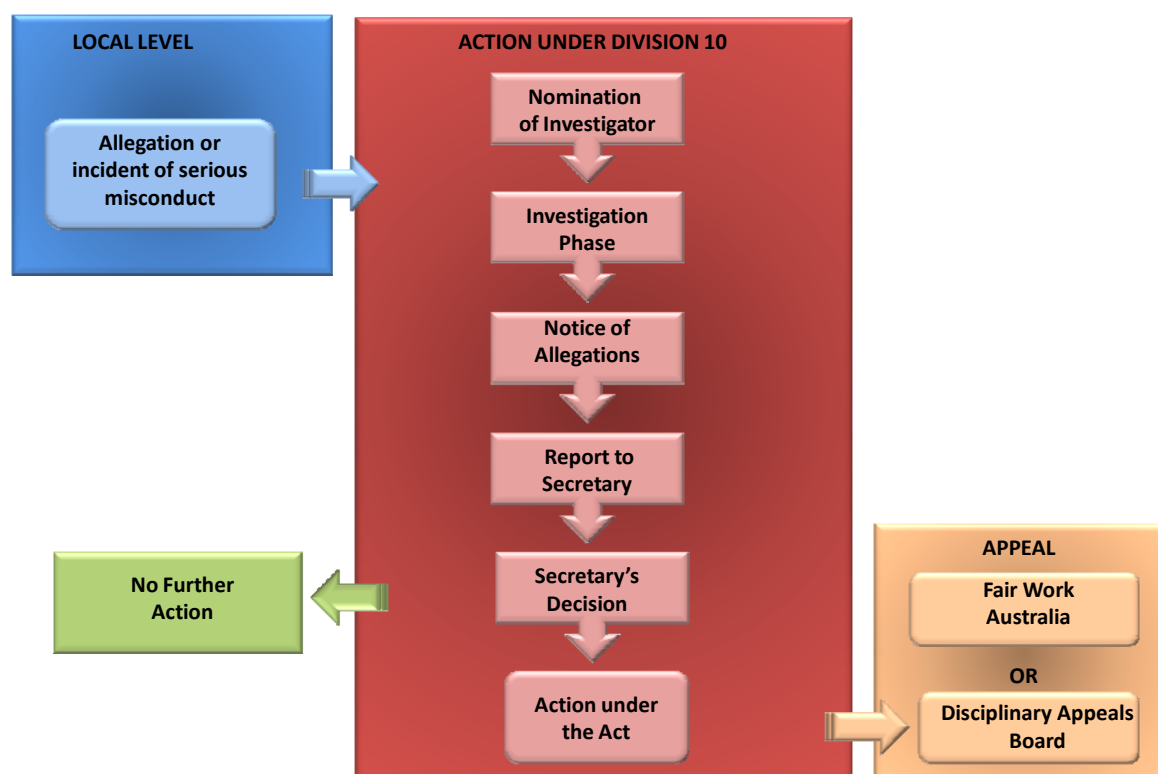 LOCAL LEVEL
Allegation or
incident of serious
misconduct
ACTION UNDER DIVISION 10
Nomination
of Investigator
Investigation
Phase
Notice of
Allegations
Report to
Secretary
Secretary’s
Decision
Action under
the Act
No Further
Action
APPEAL
Fair Work
Australia
OR
Disciplinary Appeals
Board